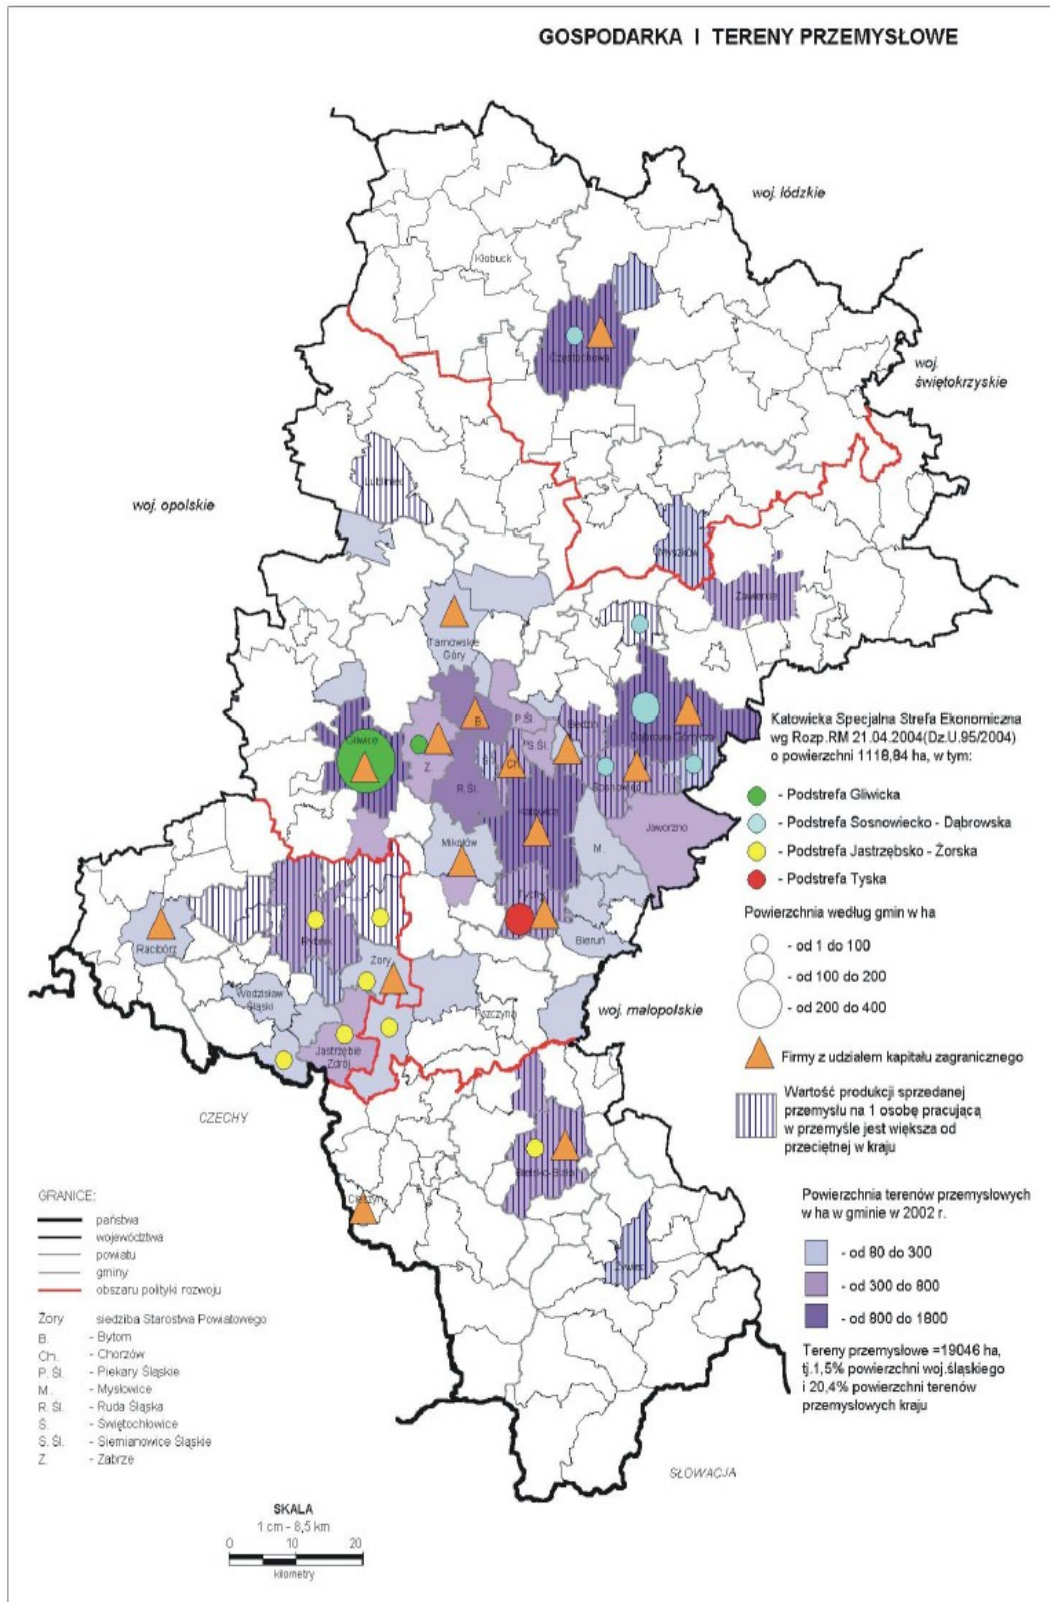 GOSPODARKA I TERENY PRZEMYSŁOWE
woj. łódzkie
Kłobuck
woj.
świętokrzyskie
Częstochowa
Lubliniec
woj. opolskie
Myszków
Zawiercie
Tarnowskie
Góry
B.
P.Śl.
Będzin
Dąbrowa Górnicza
Gliwice
Z.
Ś.
Ch.
S.Śl.
Sosnowiec
R.Śl.
Katowice
Jaworzno
Mikołów
M.
Tychy
Bieruń
Racibórz
Rybnik
Żory
Wodzisław
Śląski
Pszczyna
woj. małopolskie
Jastrzębie
Zdrój
CZECHY
Bielsko-Biała
Cieszyn
Żywiec
SŁOWACJA
Katowicka Specjalna Strefa Ekonomiczna
wg Rozp.RM 21.04.2004(Dz.U.95/2004)
o powierzchni 1118,84 ha, w tym:
- Podstrefa Gliwicka
- Podstrefa Sosnowiecko - Dąbrowska
- Podstrefa Jastrzębsko - Żorska
- Podstrefa Tyska
Powierzchnia według gmin w ha
- od 1 do 100
- od 100 do 200
- od 200 do 400
Firmy z udziałem kapitału zagranicznego
Wartość produkcji sprzedanej
przemysłu na 1 osobę pracującą
w przemyśle jest większa od
przeciętnej w kraju
Powierzchnia terenów przemysłowych
w ha w gminie w 2002 r.
- od 80 do 300
- od 300 do 800
- od 800 do 1800
Tereny przemysłowe =19046 ha,
tj.1,5% powierzchni woj.śląskiego
i 20,4% powierzchni terenów
przemysłowych kraju
GRANICE:
państwa
województwa
powiatu
gminy
obszaru polityki rozwoju
Żory siedziba Starostwa Powiatowego
B. - Bytom
Ch. - Chorzów
P. Śl. - Piekary Śląskie
M. - Mysłowice
R. Śl. - Ruda Śląska
Ś. - Świętochłowice
S. Śl. - Siemianowice Śląskie
Z. - Zabrze
SKALA
1 cm - 8,5 km
0 10 20
kilometry